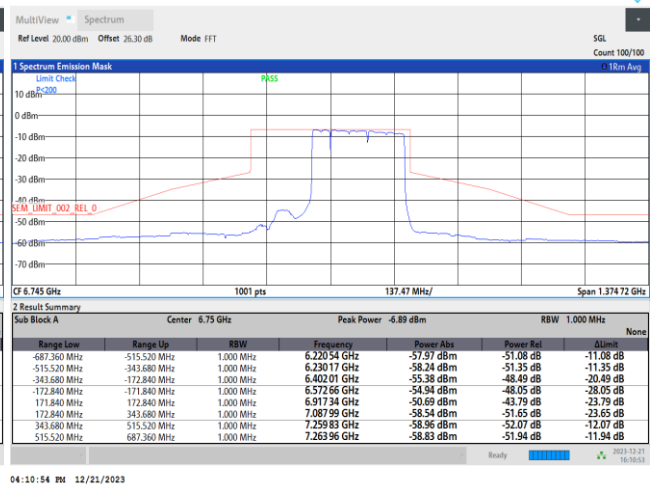 MultiView Spectrum
Ref Level 20.00 dBm Offset 26.30 dB Mode FFT SGL
Count 100/100
1 Spectrum Emission Mask 1Rm Avg
Limit Check PASS
P<200
10 dBm
0 dBm
-10 dBm
-20 dBm
-30 dBm
-40 dBm
SEM_LIMIT_002_REL_0
-50 dBm
-60 dBm
-70 dBm
CF 6.745 GHz 1001 pts 137.47 MHz/ Span 1.374 72 GHz
2 Result Summary
Sub Block A Center 6.75 GHz Peak Power -6.89 dBm RBW 1.000 MHz
None
Range Low Range Up RBW Frequency Power Abs Power Rel ΔLimit
-687.360 MHz -515.520 MHz 1.000 MHz 6.220 54 GHz -57.97 dBm -51.08 dB -11.08 dB
-515.520 MHz -343.680 MHz 1.000 MHz 6.230 17 GHz -58.24 dBm -51.35 dB -11.35 dB
-343.680 MHz -172.840 MHz 1.000 MHz 6.402 01 GHz -55.38 dBm -48.49 dB -20.49 dB
-172.840 MHz -171.840 MHz 1.000 MHz 6.572 66 GHz -54.94 dBm -48.05 dB -28.05 dB
171.840 MHz 172.840 MHz 1.000 MHz 6.917 34 GHz -50.69 dBm -43.79 dB -23.79 dB
172.840 MHz 343.680 MHz 1.000 MHz 7.087 99 GHz -58.54 dBm -51.65 dB -23.65 dB
343.680 MHz 515.520 MHz 1.000 MHz 7.259 83 GHz -58.96 dBm -52.07 dB -12.07 dB
515.520 MHz 687.360 MHz 1.000 MHz 7.263 96 GHz -58.83 dBm -51.94 dB -11.94 dB
Ready 2023-12-21
16:10:53
04:10:54 PM 12/21/2023